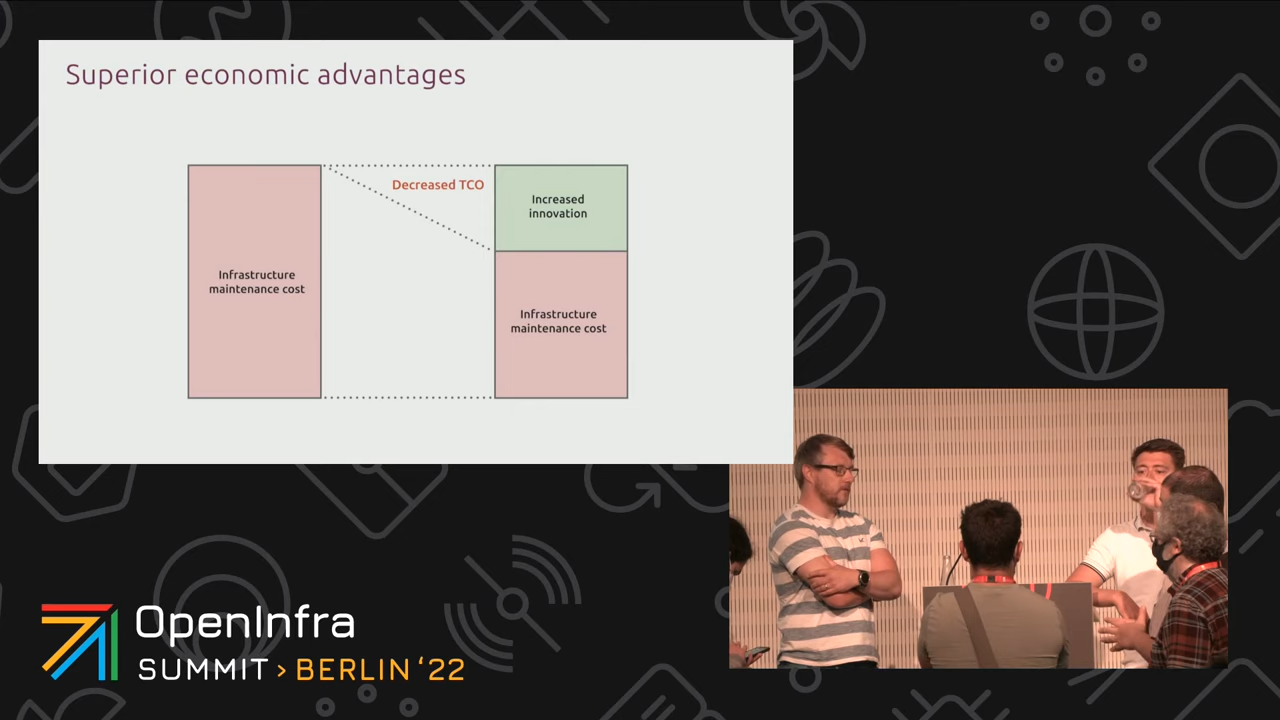 Superior economic advantages
Decreased TCO
Increased
innovation
Infrastructure
maintenance cost
Infrastructure
maintenance cost
OpenInfra
SUMMIT > BERLIN ‘22